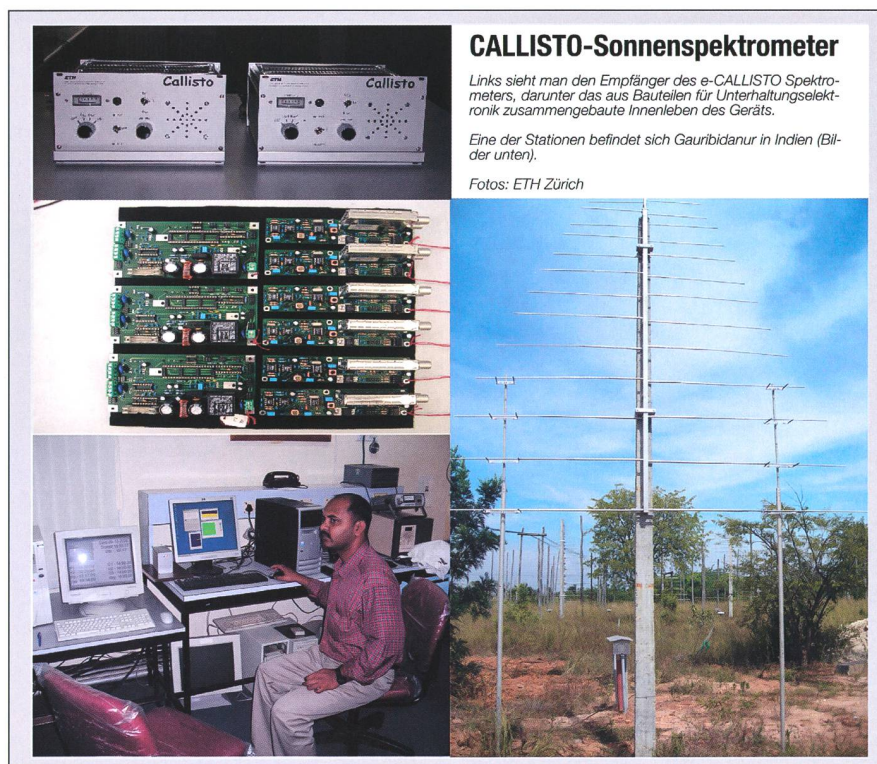 CALLISTO-Sonnenspektrometer
Links sieht man den Empfänger des e-CALLISTO Spektro-
meters, darunter das aus Bauteilen für Unterhaltungselekt-
ronik zusammengebaute Innenleben des Geräts.
Eine der Stationen befindet sich Gauribidanur in Indien (Bil-
der unten).
Fotos: ETH Zürich
ETH
Callisto
ETH
Callisto